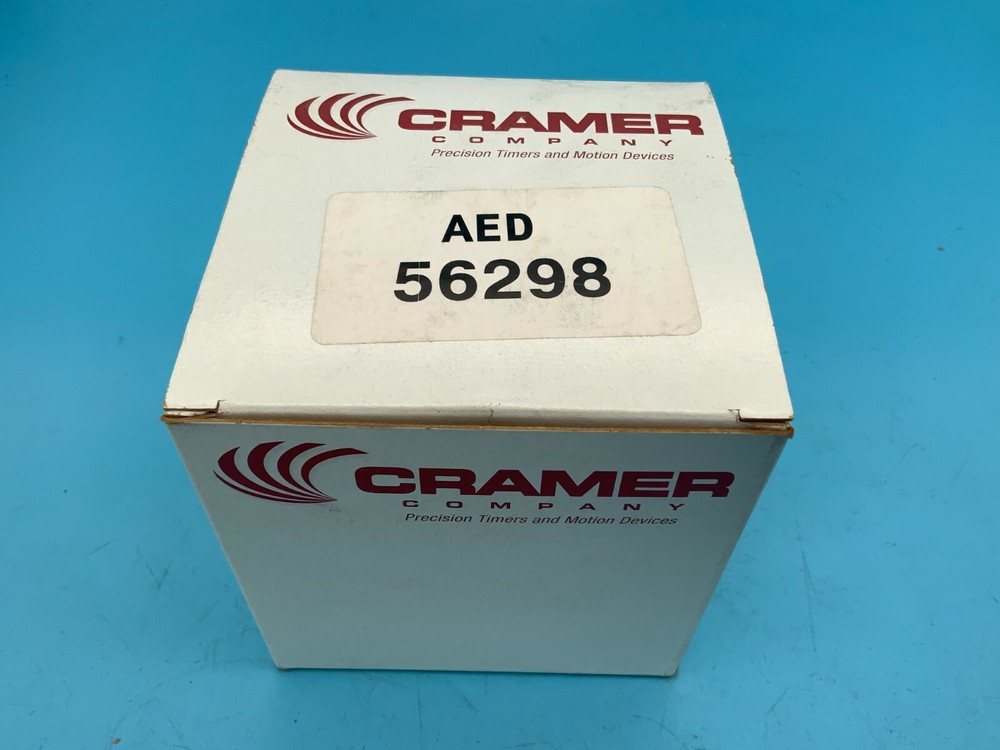 CRAMER
COMPANY
Precision Timers and Motion Devices
AED
56298
CRAMER
COMPANY
Precision Timers and Motion Devices